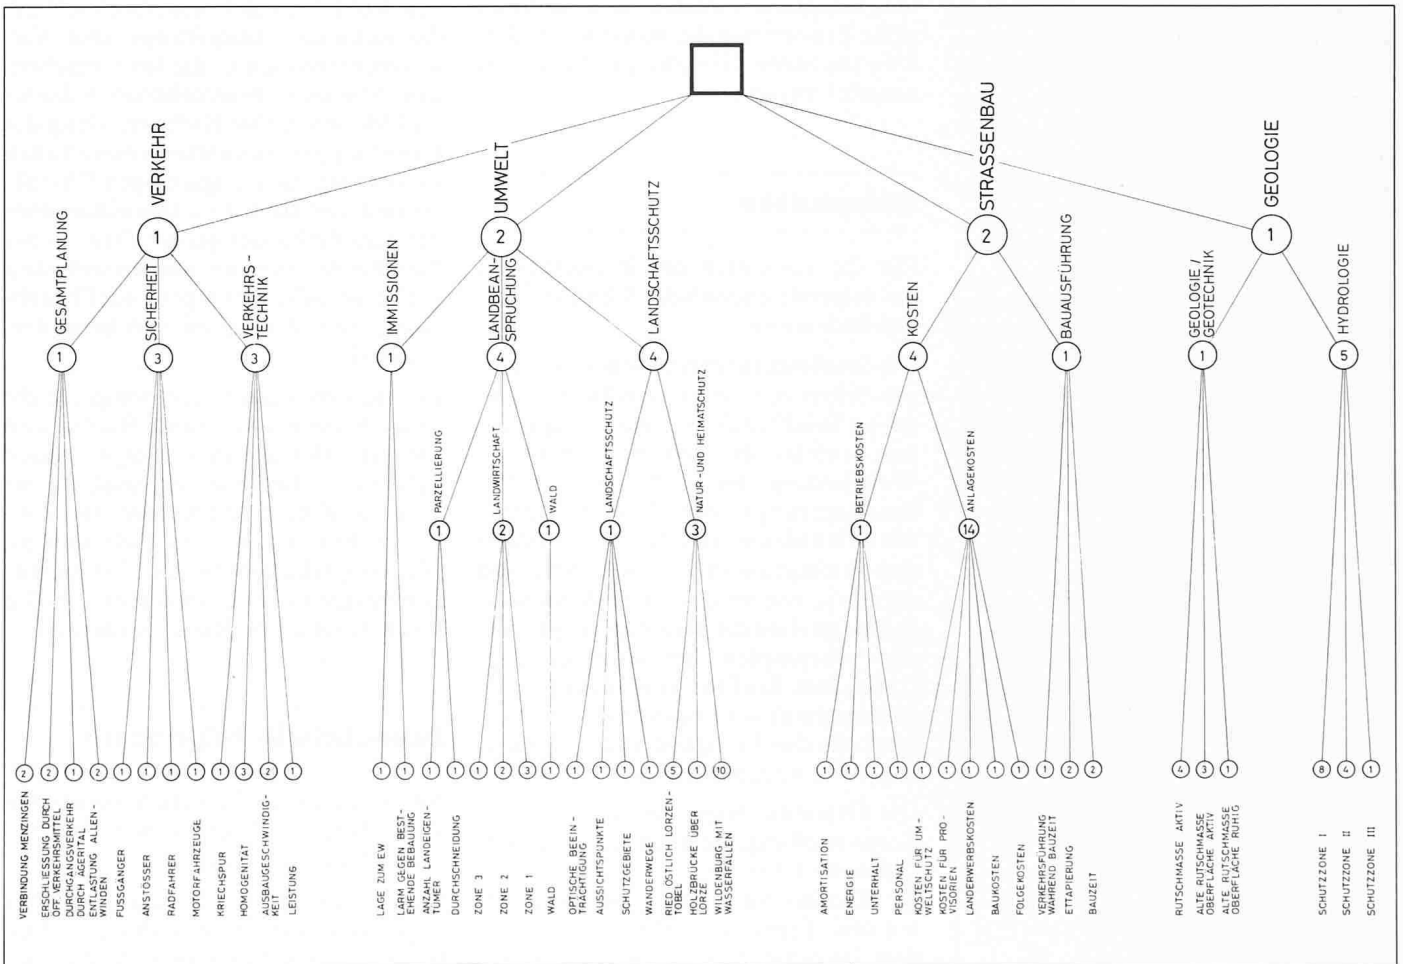 VERKEHR
1
UMWELT
2
STRASSENBAU
2
GEOLOGIE
1
GESAMTPLANUNG
1
SICHERHEIT
3
VERKEHRS-
TECHNIK
3
IMMISSIONEN
1
LANDBEAN-
SPRUCHUNG
4
LANDSCHAFTSSCHUTZ
4
KOSTEN
4
BAUAUSFÜHRUNG
1
GEOLOGIE /
GEOTECHNIK
1
HYDROLOGIE
5
PARZELLIERUNG
1
LANDWIRTSCHAFT
2
WALD
1
LANDSCHAFTSSCHUTZ
1
NATUR-UND HEIMATSCHUTZ
3
BETRIEBSKOSTEN
1
ANLAGEKOSTEN
14
2
VERBINDUNG MENZINGEN
2
ERSCHLIESSUNG DURCH
ÖFF VERKEHRSMITTEL
1
DURCHGANGSVERKEHR
DURCH AGERITAL
2
ENTLASTUNG ALLEN-
WINDEN
1
FUSSGÄNGER
1
ANSTÖSSER
1
RADFAHRER
1
MOTORFAHRZEUGE
1
KRIECHSPUR
3
HOMOGENITÄT
2
AUSBAUGESCHWINDIG-
KEIT
1
LEISTUNG
1
LAGE ZUM EW
1
LÄRM GEGEN BEST-
EHENDE BEBAUUNG
1
ANZAHL LANDEIGEN-
TÜMER
1
DURCHSCHNEIDUNG
1
ZONE 3
2
ZONE 2
3
ZONE 1
1
WALD
1
OPTISCHE BEEIN-
TRÄCHTIGUNG
1
AUSSICHTSPUNKTE
1
SCHUTZGEBIETE
1
WANDERWEGE
5
RIED ÖSTLICH LORZEN-
TOBEL
1
HOLZBRÜCKE ÜBER
LORZE
10
WILDENBURG MIT
WASSERFÄLLEN
1
AMORTISATION
1
ENERGIE
1
UNTERHALT
1
PERSONAL
1
KOSTEN FÜR UM-
WELTSCHUTZ
1
KOSTEN FÜR PRO-
VISORIEN
1
LANDERWERBSKOSTEN
1
BAUKOSTEN
1
FOLGEKOSTEN
1
VERKEHRSFÜHRUNG
WÄHREND BAUZEIT
2
ETTAPIERUNG
2
BAUZEIT
4
RUTSCHMASSE AKTIV
3
ALTE RUTSCHMASSE
OBERFLÄCHE AKTIV
1
ALTE RUTSCHMASSE
OBERFLÄCHE RUHIG
8
SCHUTZZONE I
4
SCHUTZZONE II
1
SCHUTZZONE III